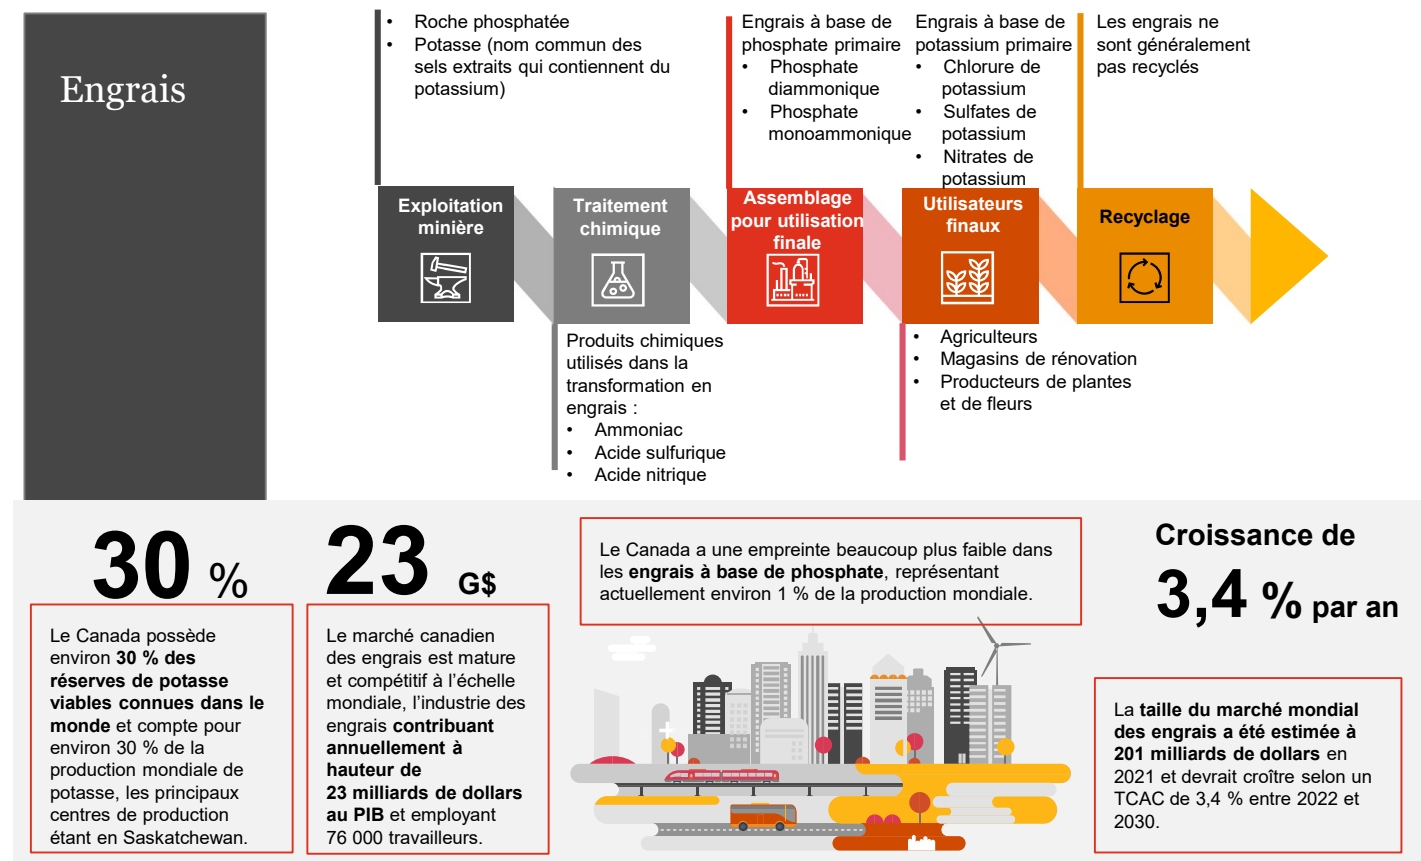 Engrais
• Roche phosphatée
• Potasse (nom commun des
sels extraits qui contiennent du
potassium)
Engrais à base de
phosphate primaire
• Phosphate
diammonique
• Phosphate
monoammonique
Engrais à base de
potassium primaire
• Chlorure de
potassium
• Sulfates de
potassium
• Nitrates de
potassium
Les engrais ne
sont généralement
pas recyclés
Exploitation
minière
Traitement
chimique
Assemblage
pour utilisation
finale
Utilisateurs
finaux
Recyclage
Produits chimiques
utilisés dans la
transformation en
engrais :
• Ammoniac
• Acide sulfurique
• Acide nitrique
• Agriculteurs
• Magasins de rénovation
• Producteurs de plantes
et de fleurs
30 %
Le Canada possède
environ 30 % des
réserves de potasse
viables connues dans le
monde et compte pour
environ 30 % de la
production mondiale de
potasse, les principaux
centres de production
étant en Saskatchewan.
23 G$
Le marché canadien
des engrais est mature
et compétitif à l’échelle
mondiale, l’industrie des
engrais contribuant
annuellement à
hauteur de
23 milliards de dollars
au PIB et employant
76 000 travailleurs.
Le Canada a une empreinte beaucoup plus faible dans
les engrais à base de phosphate, représentant
actuellement environ 1 % de la production mondiale.
Croissance de
3,4 % par an
La taille du marché mondial
des engrais a été estimée à
201 milliards de dollars en
2021 et devrait croître selon un
TCAC de 3,4 % entre 2022 et
2030.